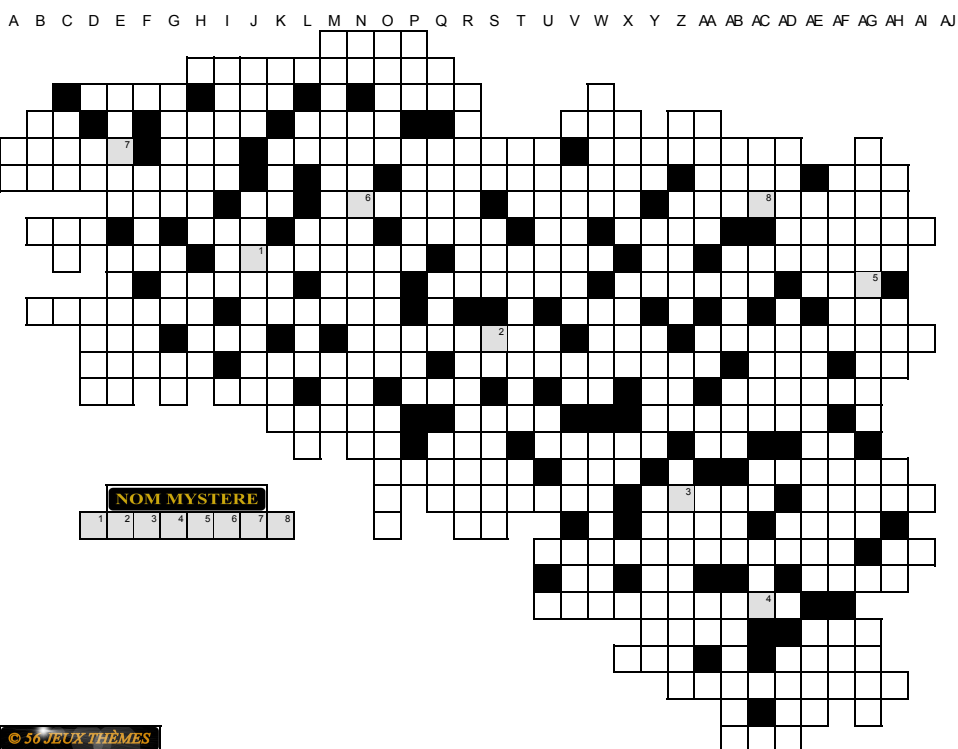 A B C D E F G H I J K L M N O P Q R S T U V W X Y Z AA AB AC AD AE AF AG AH AI AJ
7
6 8
1
5
2
3
NOM MYSTERE
1 2 3 4 5 6 7 8
4
© 56 JEUX THÈMES